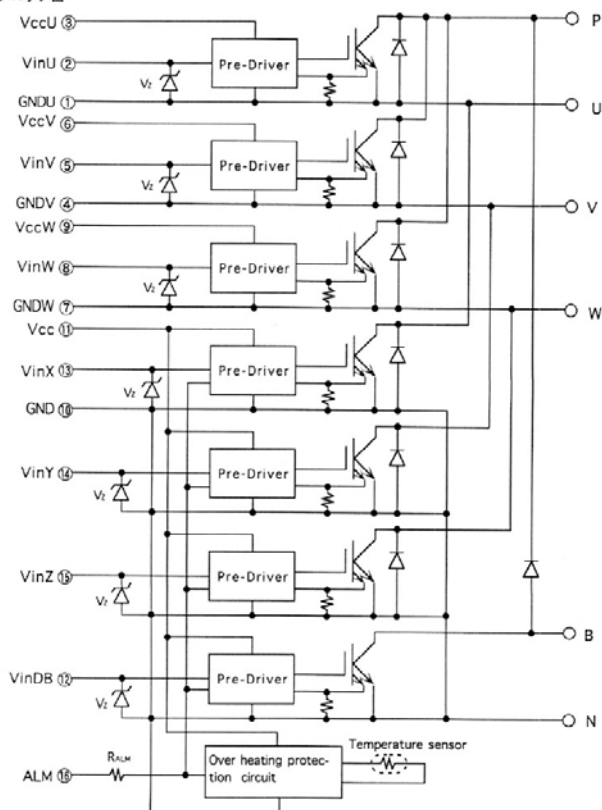 VccU ③
P
VinU ②
Vz
Pre-Driver
GNDU ①
U
VccV ⑥
VinV ⑤
Vz
Pre-Driver
GNDV ④
V
VccW ⑨
VinW ⑧
Vz
Pre-Driver
GNDW ⑦
W
Vcc ⑪
VinX ⑬
Vz
Pre-Driver
GND ⑩
VinY ⑭
Vz
Pre-Driver
VinZ ⑮
Vz
Pre-Driver
B
VinDB ⑫
Vz
Pre-Driver
N
Temperature sensor
RALM
Over heating protec-
tion circuit
ALM ⑯